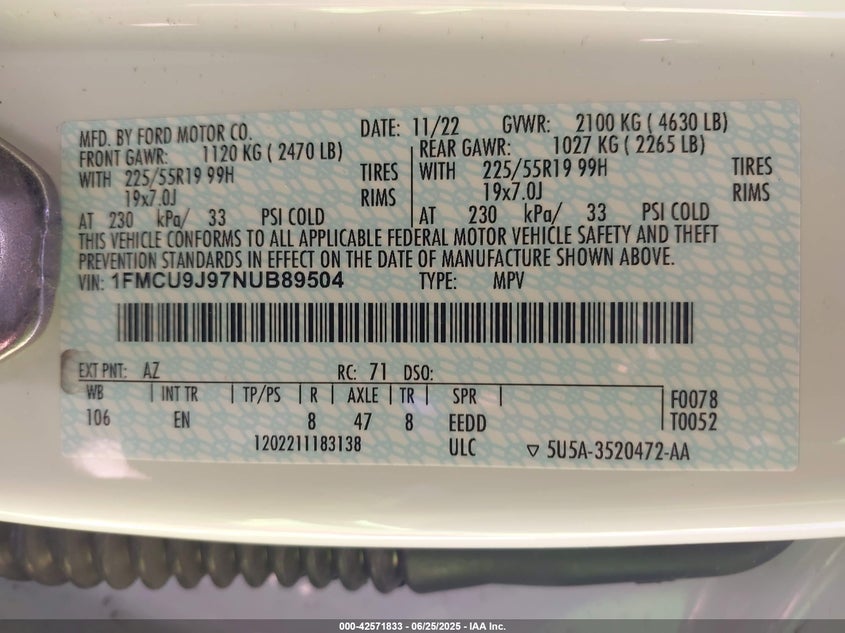 MFD. BY FORD MOTOR CO. DATE: 11/22 GVWR: 2100 KG ( 4630 LB)
FRONT GAWR: 1120 KG ( 2470 LB) REAR GAWR: 1027 KG ( 2265 LB)
WITH 225/55R19 99H TIRES WITH 225/55R19 99H TIRES
19x7.0J RIMS 19x7.0J RIMS
AT 230 kPa/ 33 PSI COLD AT 230 kPa/ 33 PSI COLD
THIS VEHICLE CONFORMS TO ALL APPLICABLE FEDERAL MOTOR VEHICLE SAFETY AND THEFT
PREVENTION STANDARDS IN EFFECT ON THE DATE OF MANUFACTURE SHOWN ABOVE.
VIN: 1FMCU9J97NUB89504 TYPE: MPV
EXT PNT: AZ RC: 71 DSO:
WB INT TR TP/PS R AXLE TR SPR F0078
106 EN 8 47 8 EEDD T0052
1202211183138 ULC ▽ 5U5A-3520472-AA
000-42571833 - 06/25/2025 - IAA Inc.